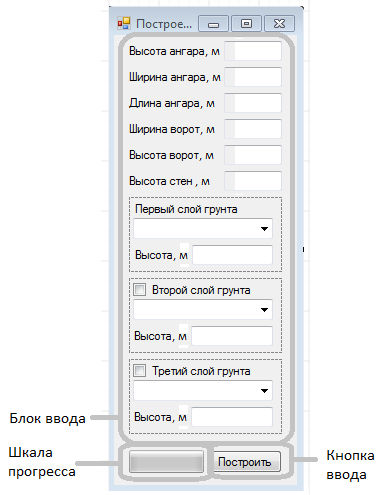 Построе...
Высота ангара, м
Ширина ангара, м
Длина ангара, м
Ширина ворот, м
Высота ворот, м
Высота стен , м
Первый слой грунта
Высота, м
Второй слой грунта
Высота, м
Третий слой грунта
Высота, м
Блок ввода
Шкала
прогресса
Построить
Кнопка
ввода